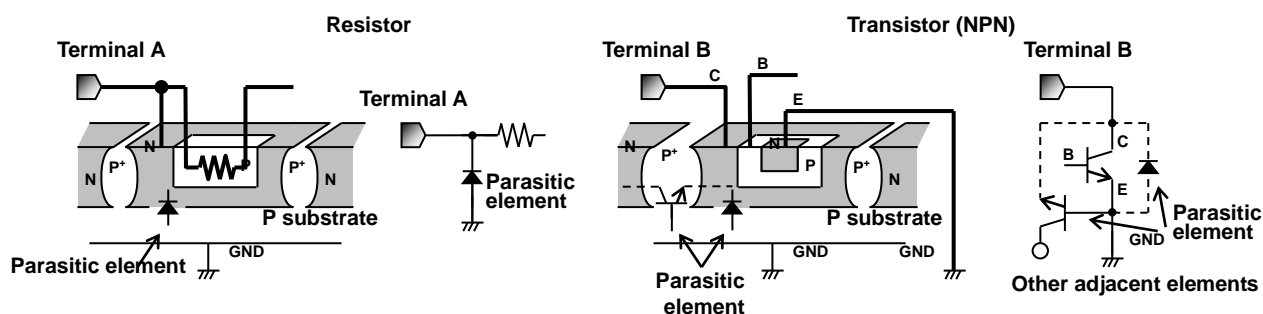 Resistor
Terminal A
N
P+
N
P
P+
N
P substrate
GND
Parasitic element
Terminal A
Parasitic
element
Transistor (NPN)
Terminal B
C
B
E
N
P+
N
P
P+
N
P substrate
GND
GND
Parasitic
element
Terminal B
C
B
E
GND
Parasitic
element
Other adjacent elements